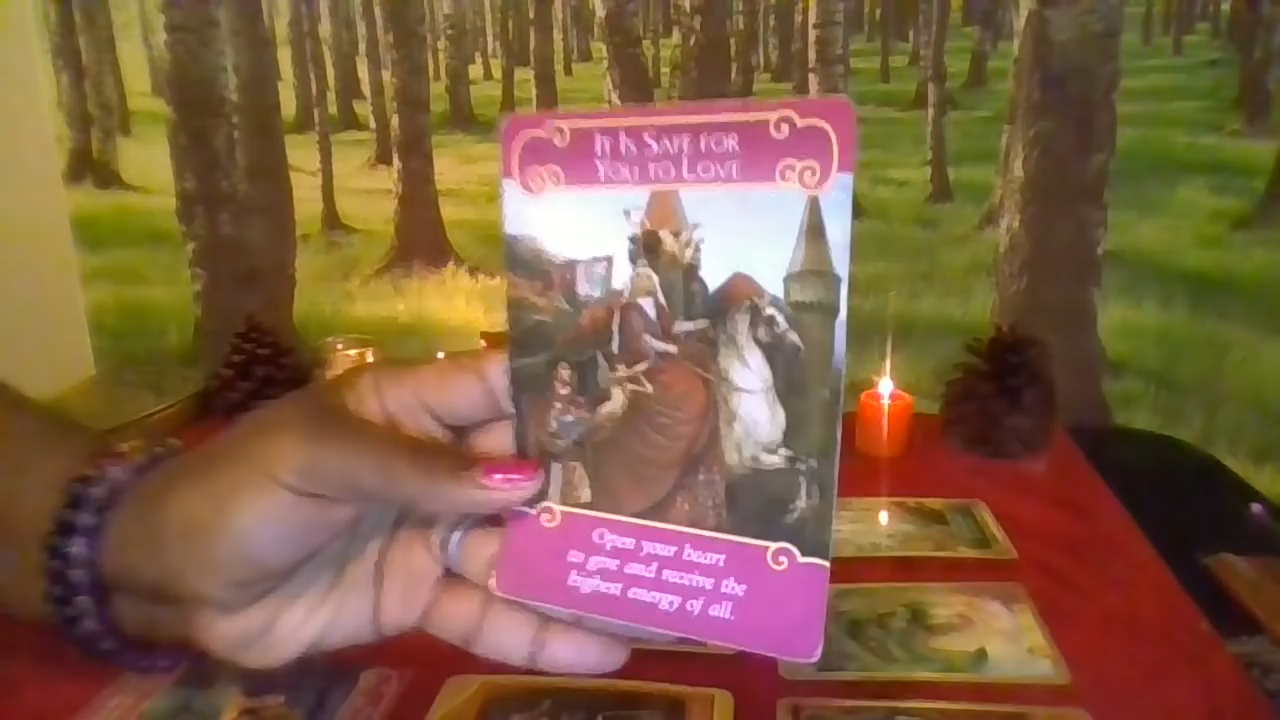 It Is Safe for
You to Love
Open your heart
to give and receive the
highest energy of all.